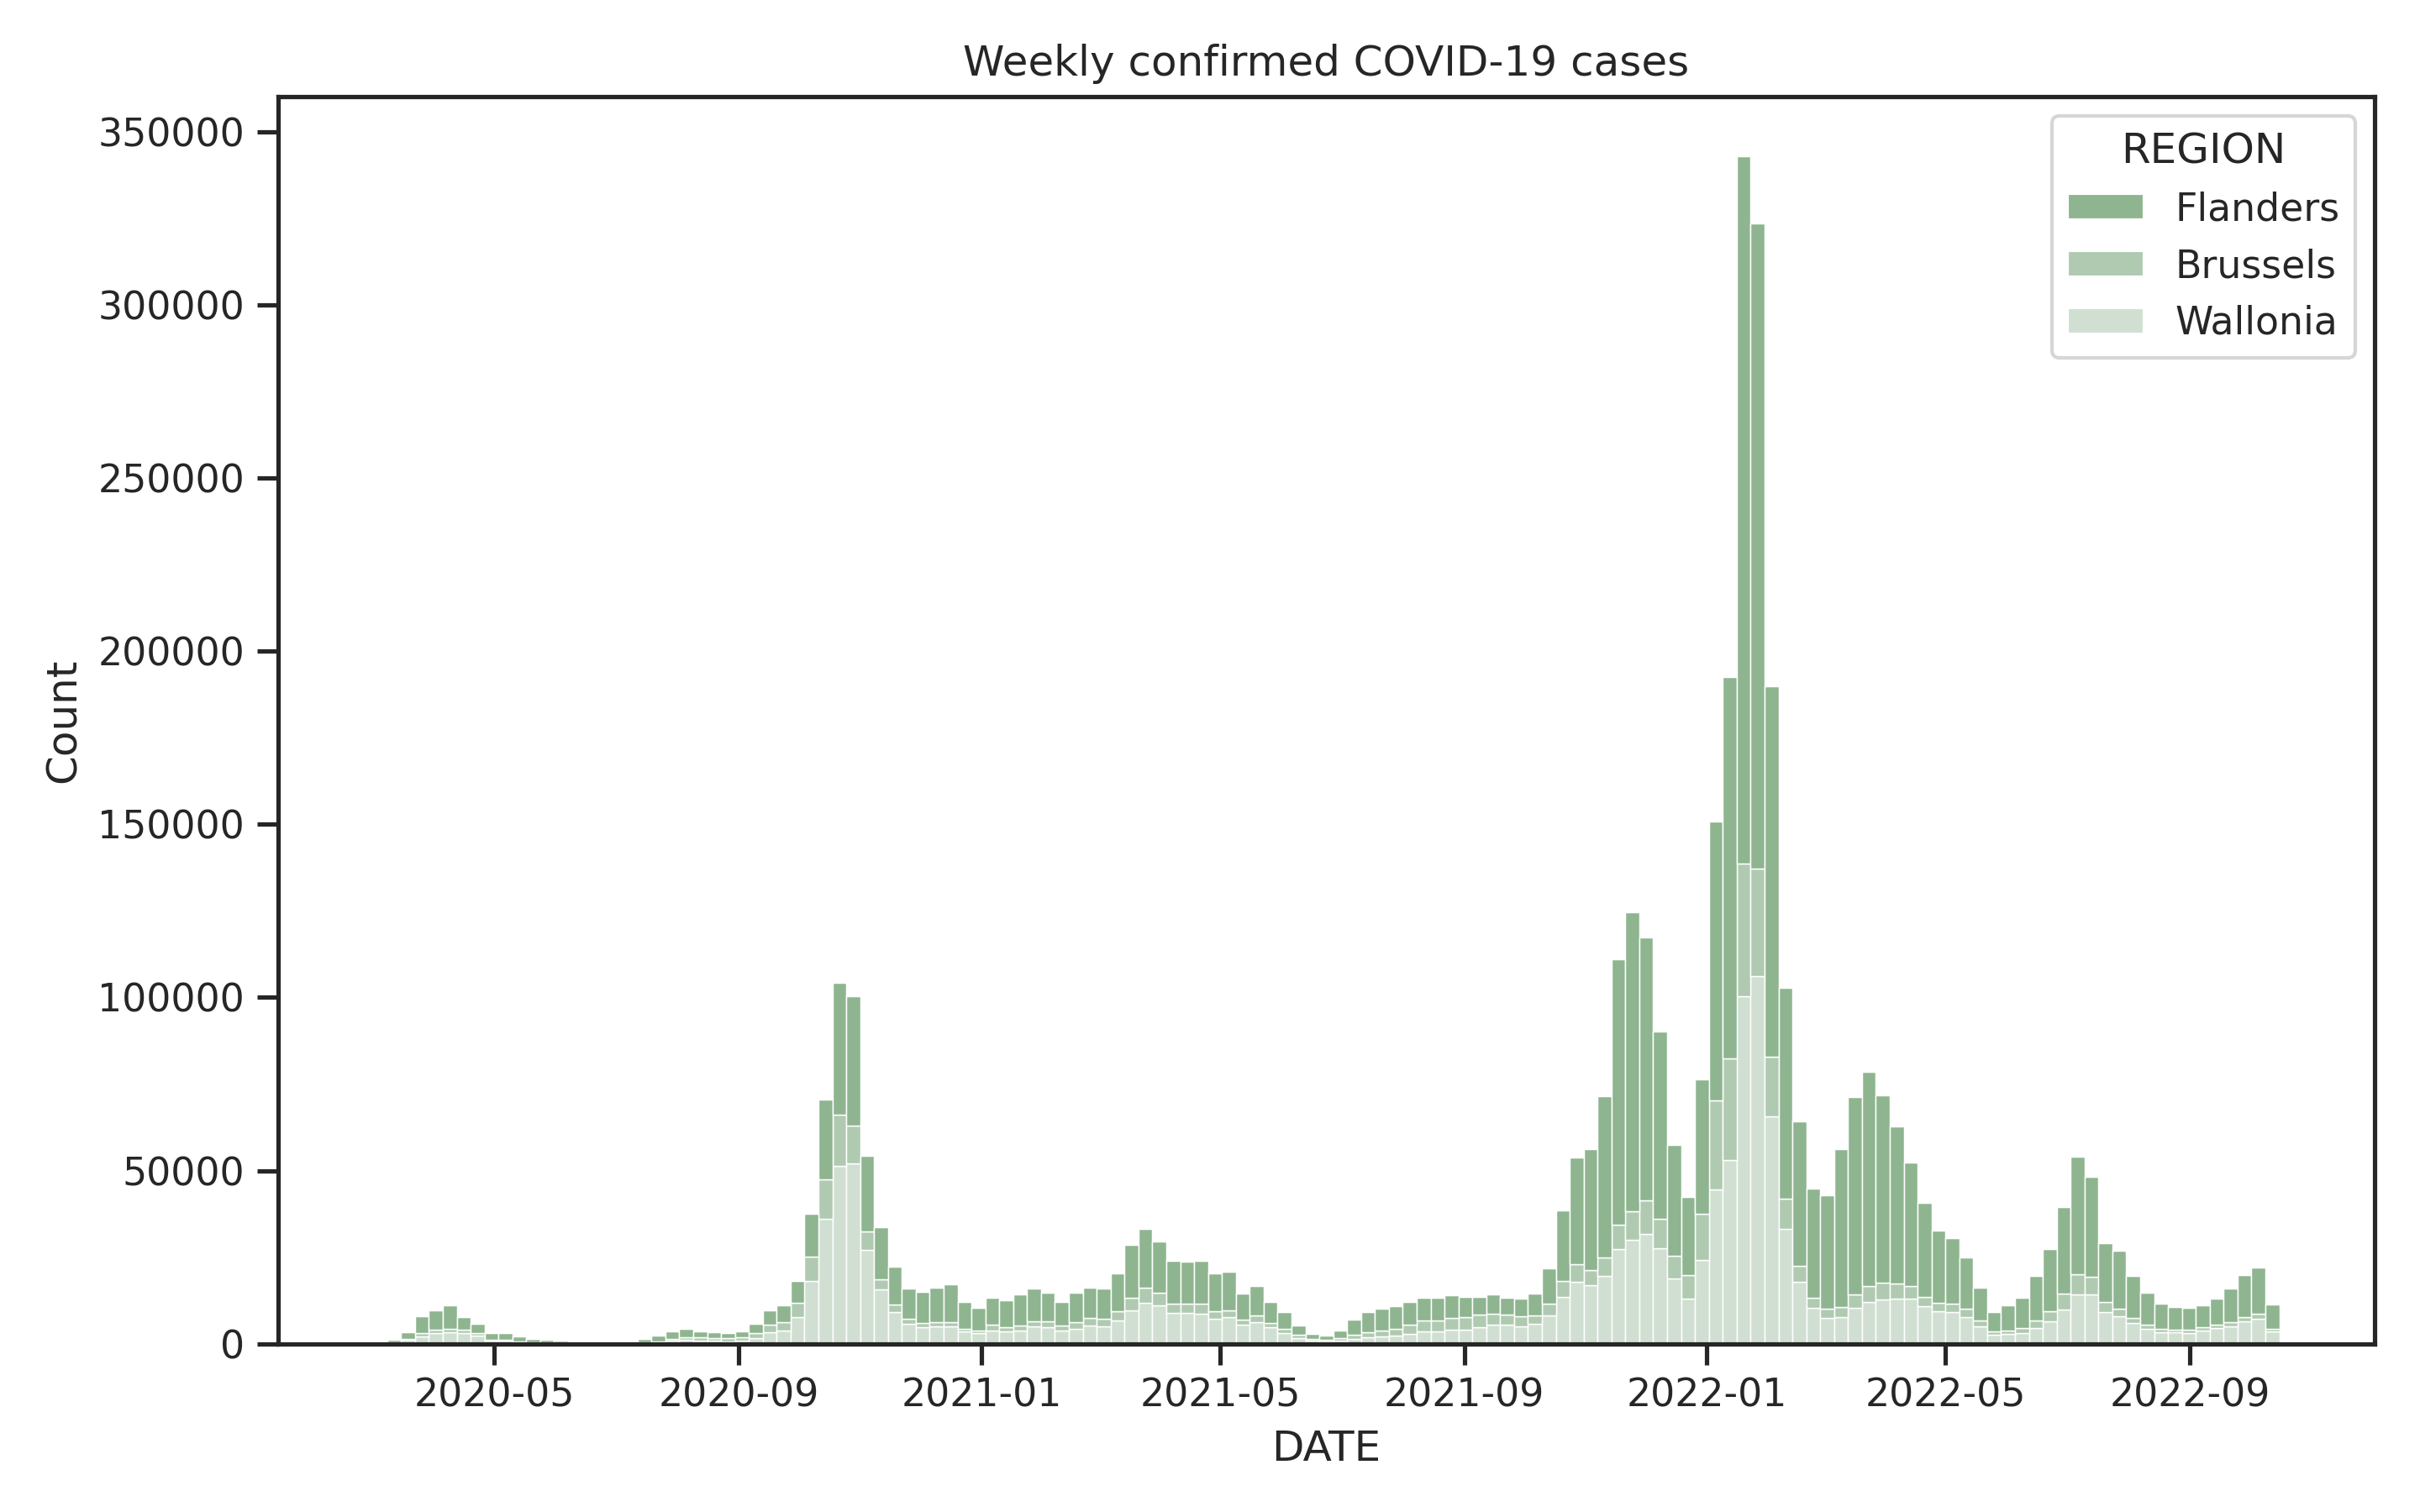 Weekly confirmed COVID-19 cases
350000
300000
250000
200000
150000
100000
50000
0
Count
REGION
Flanders
Brussels
Wallonia
2020-05 2020-09 2021-01 2021-05 2021-09 2022-01 2022-05 2022-09
DATE